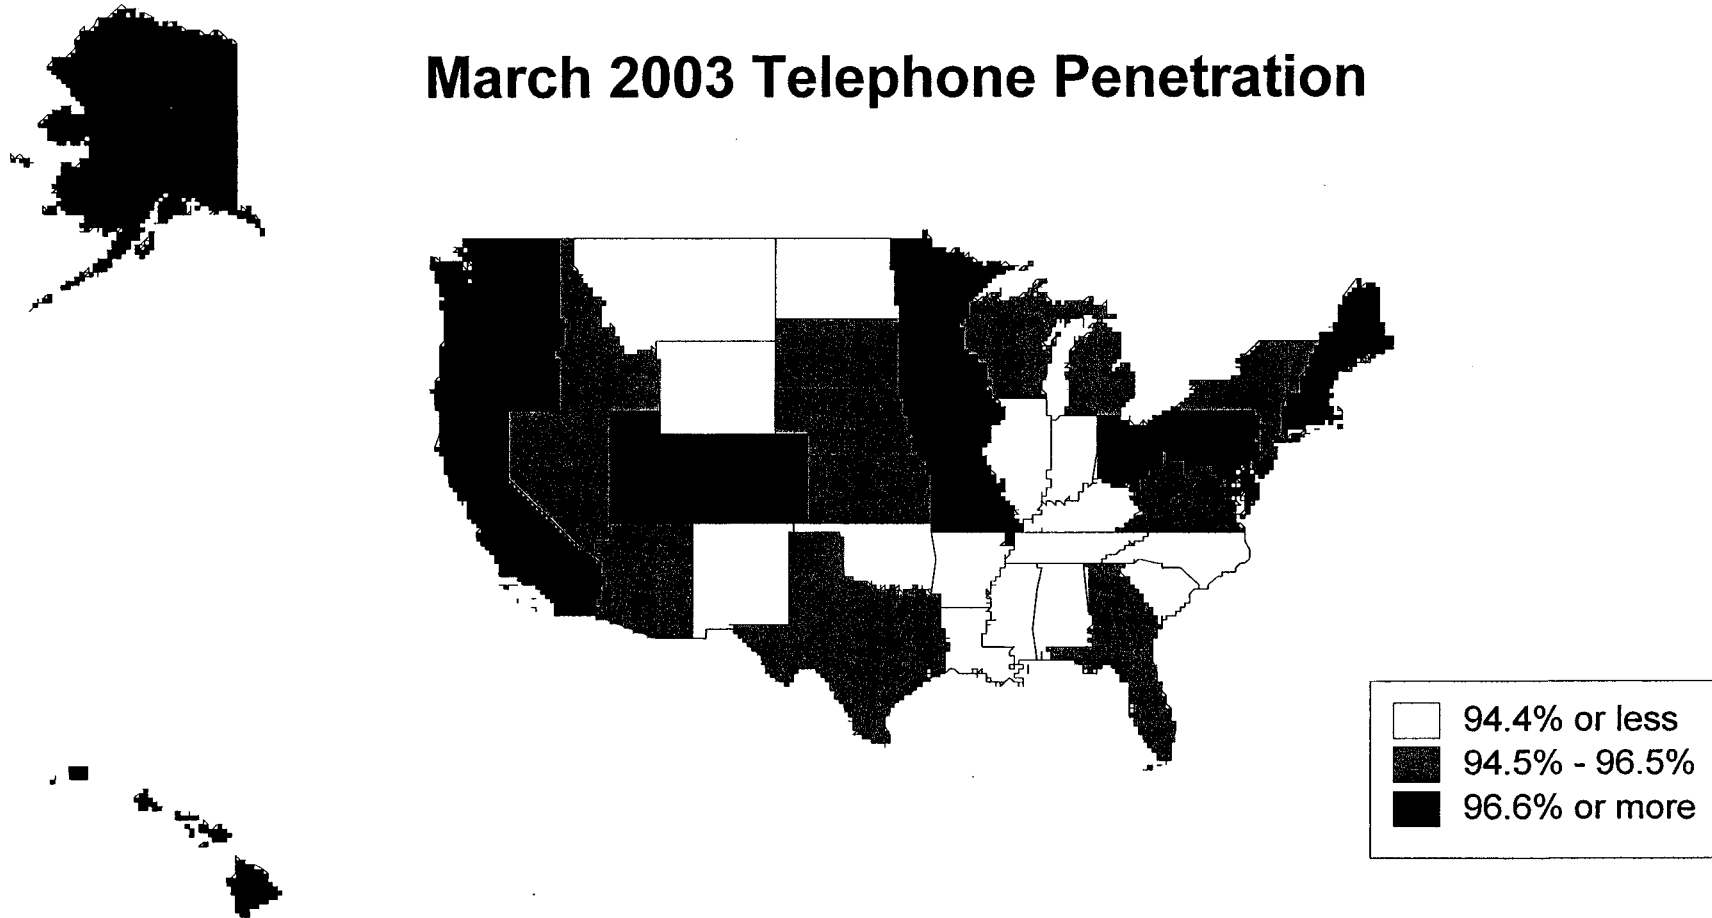 March 2003 Telephone Penetration
94.4% or less
94.5% - 96.5%
96.6% or more